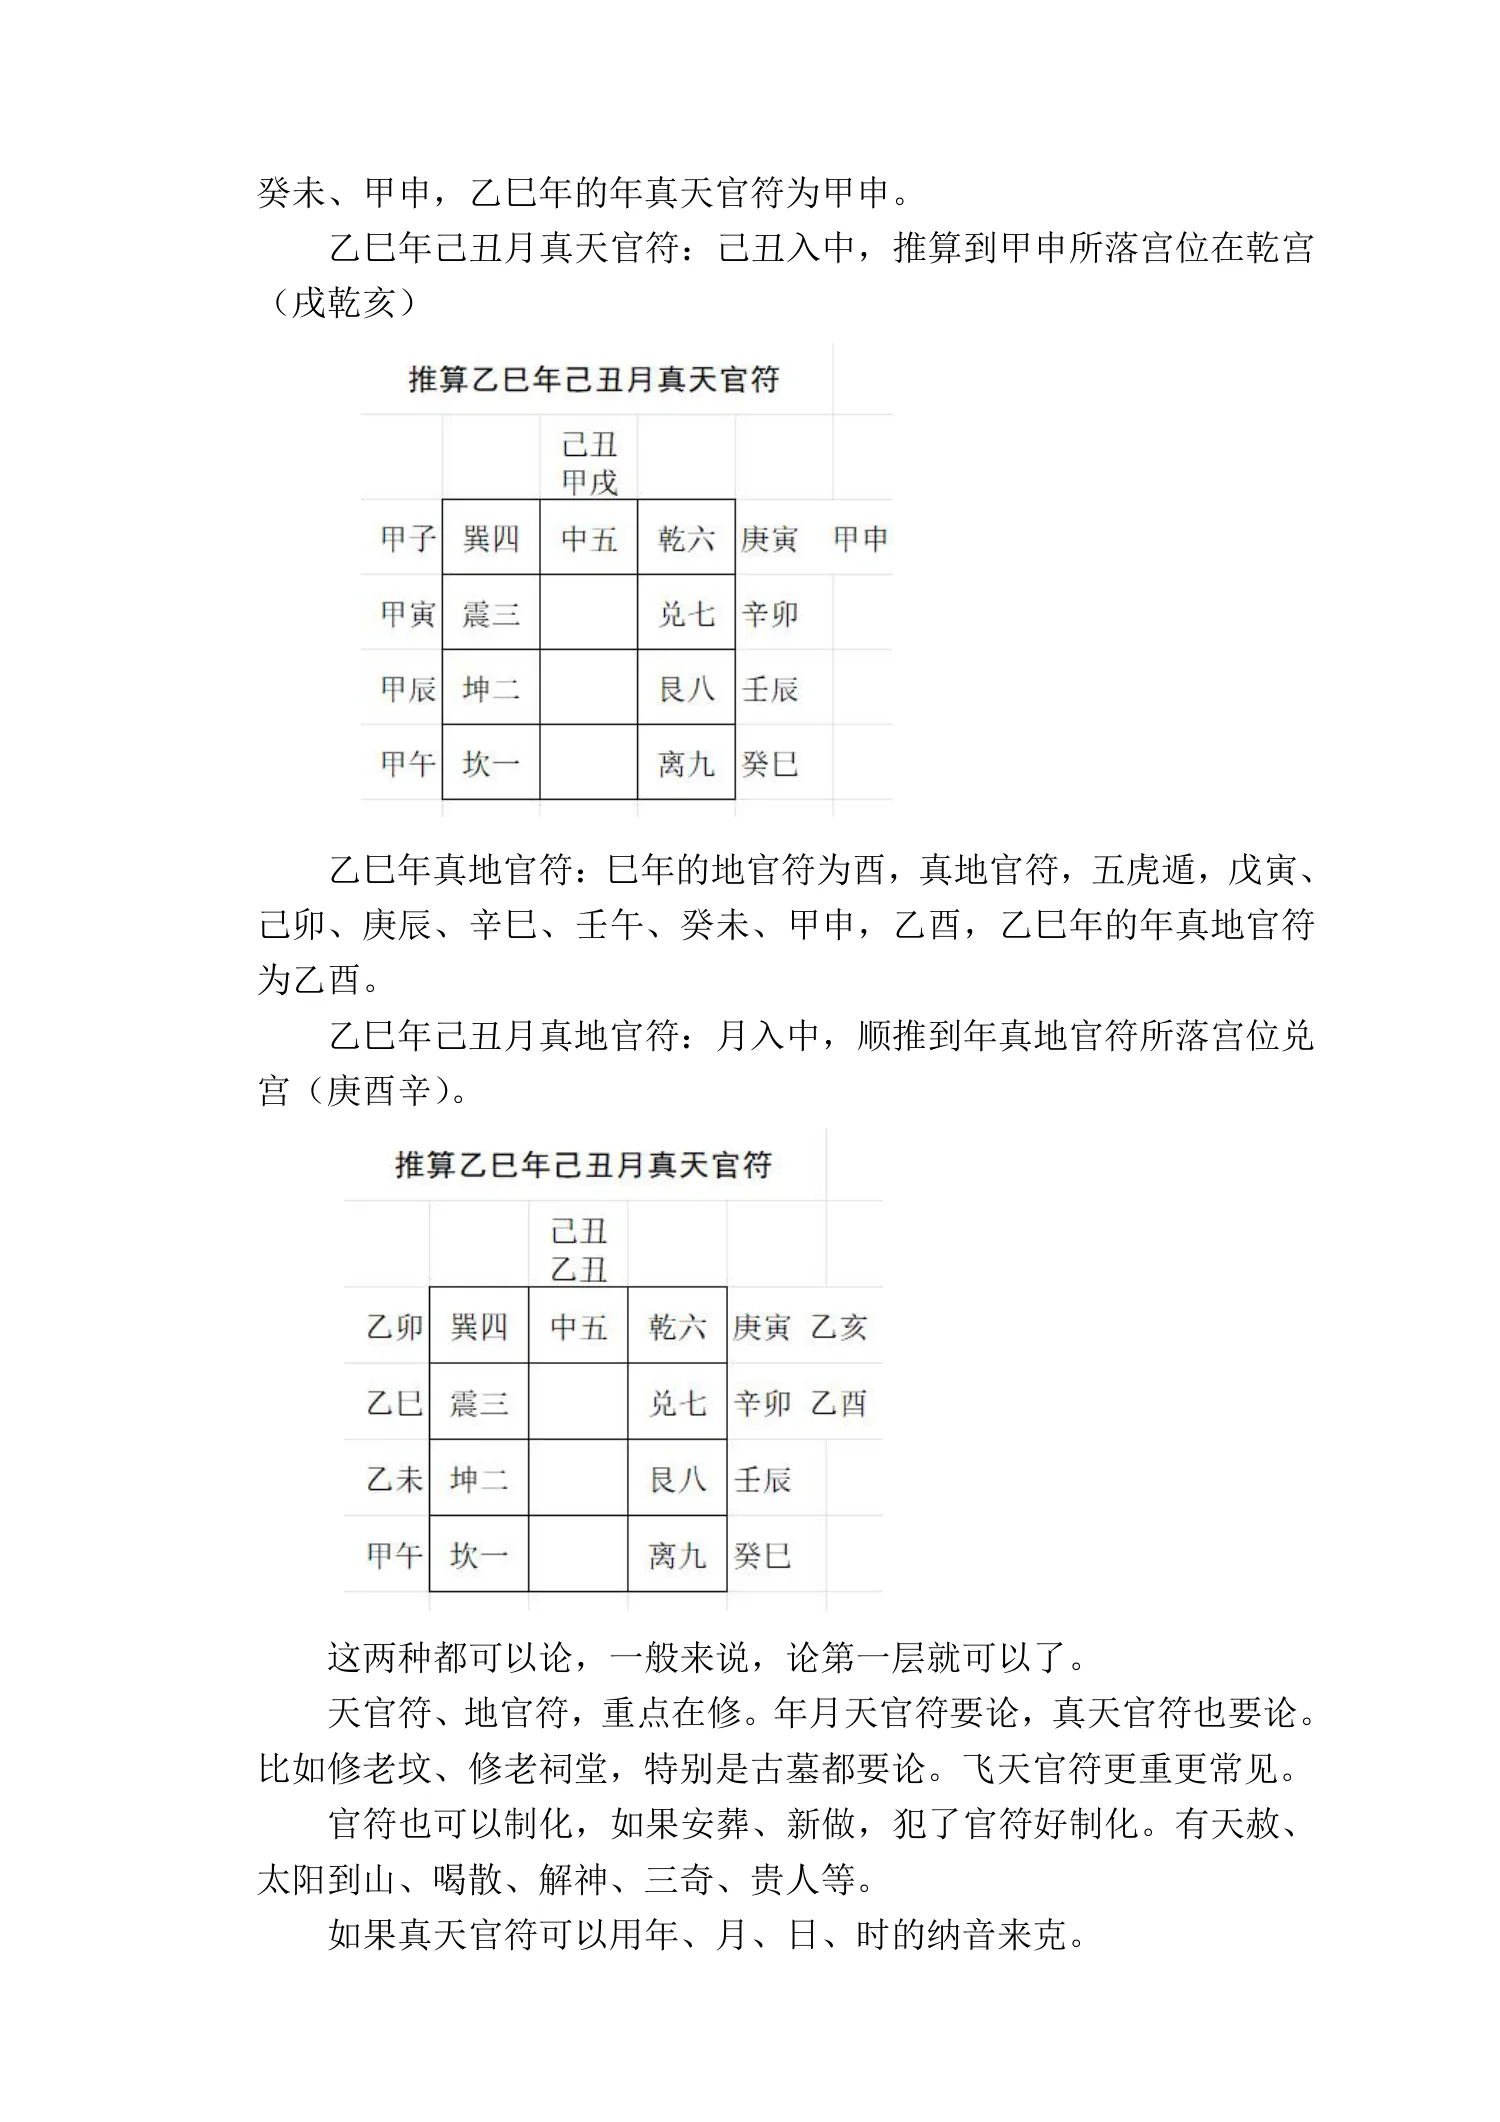 癸未、甲申，乙巳年的年真天官符为甲申。
乙巳年己丑月真天官符：己丑入中，推算到甲申所落宫位在乾宫
（戌乾亥）
推算乙巳年己丑月真天官符
己丑
甲戌
甲子 巽四 中五 乾六 庚寅 甲申
甲寅 震三 兑七 辛卯
甲辰 坤二 艮八 壬辰
甲午 坎一 离九 癸巳
乙巳年真地官符：巳年的地官符为酉，真地官符，五虎遁，戊寅、
己卯、庚辰、辛巳、壬午、癸未、甲申，乙酉，乙巳年的年真地官符
为乙酉。
乙巳年己丑月真地官符：月入中，顺推到年真地官符所落宫位兑
宫（庚酉辛）。
推算乙巳年己丑月真天官符
己丑
乙丑
乙卯 巽四 中五 乾六 庚寅 乙亥
乙巳 震三 兑七 辛卯 乙酉
乙未 坤二 艮八 壬辰
甲午 坎一 离九 癸巳
这两种都可以论，一般来说，论第一层就可以了。
天官符、地官符，重点在修。年月天官符要论，真天官符也要论。
比如修老坟、修老祠堂，特别是古墓都要论。飞天官符更重更常见。
官符也可以制化，如果安葬、新做，犯了官符好制化。有天赦、
太阳到山、喝散、解神、三奇、贵人等。
如果真天官符可以用年、月、日、时的纳音来克。